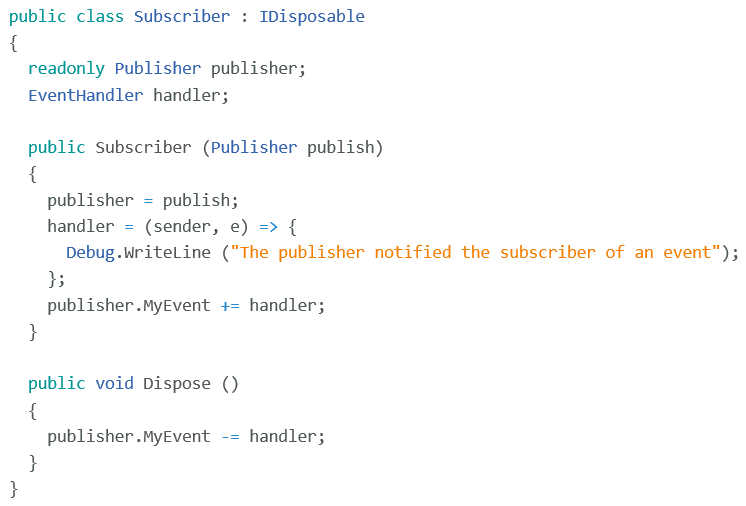 public class Subscriber : IDisposable
{
  readonly Publisher publisher;
  EventHandler handler;

  public Subscriber (Publisher publish)
  {
    publisher = publish;
    handler = (sender, e) => {
      Debug.WriteLine ("The publisher notified the subscriber of an event");
    };
    publisher.MyEvent += handler;
  }

  public void Dispose ()
  {
    publisher.MyEvent -= handler;
  }
}